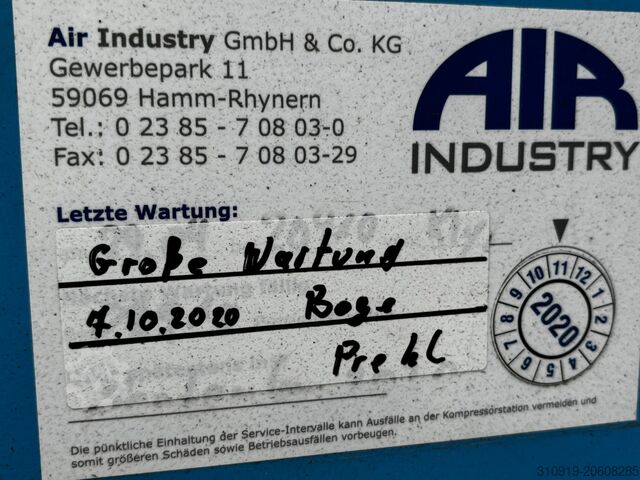 Air Industry GmbH & Co. KG
Gewerbepark 11
59069 Hamm-Rhynern
Tel.: 0 23 85 - 7 08 03-0
Fax: 0 23 85 - 7 08 03-29
AIR
INDUSTRY
Letzte Wartung:
Große Wartung
7.10.2020 Boge
Prekl
10 11 12 1 2 3 4 5 6 7 8 9
2020
Die pünktliche Einhaltung der Service-Intervalle kann Ausfälle an der Kompressorstation vermeiden und
somit größeren Schäden sowie Betriebsausfällen vorbeugen.
310919-20608285